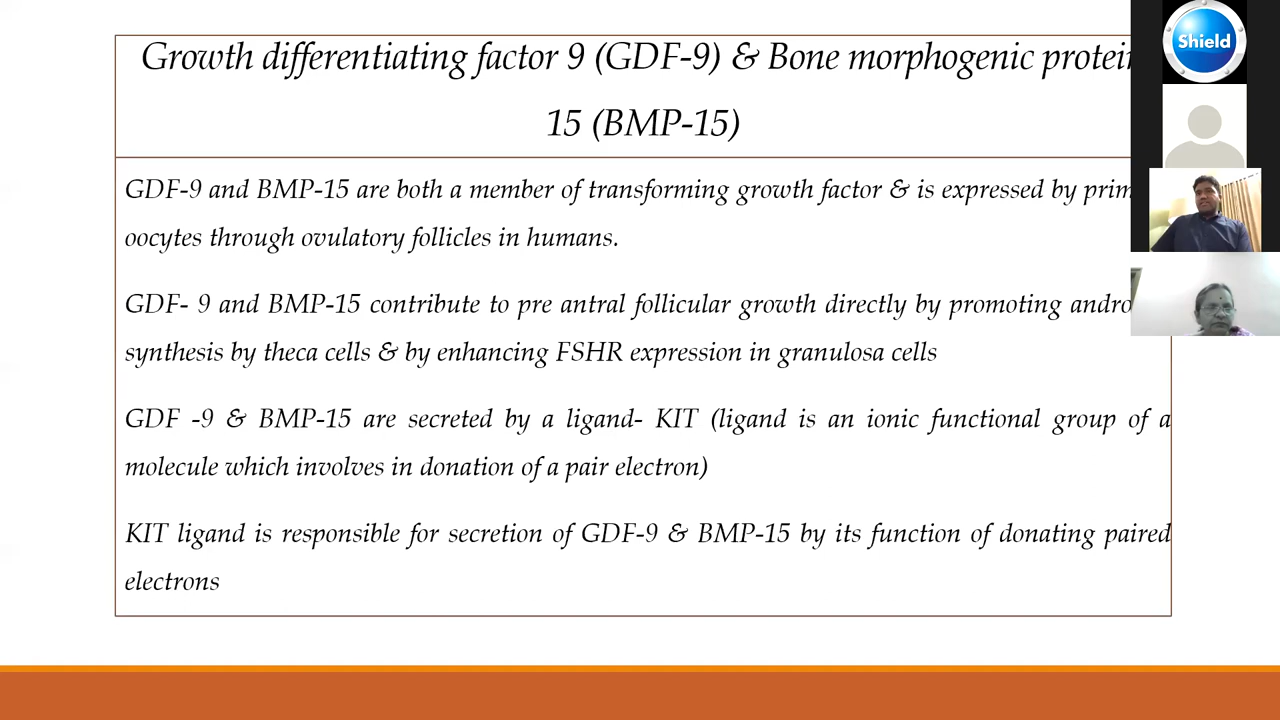 Growth differentiating factor 9 (GDF-9) & Bone morphogenic protein
15 (BMP-15)
GDF-9 and BMP-15 are both a member of transforming growth factor & is expressed by
oocytes through ovulatory follicles in humans.
GDF- 9 and BMP-15 contribute to pre antral follicular growth directly by promoting
synthesis by theca cells & by enhancing FSHR expression in granulosa cells
GDF -9 & BMP-15 are secreted by a ligand- KIT (ligand is an ionic functional group of a
molecule which involves in donation of a pair electron)
KIT ligand is responsible for secretion of GDF-9 & BMP-15 by its function of donating paired
electrons
Shield